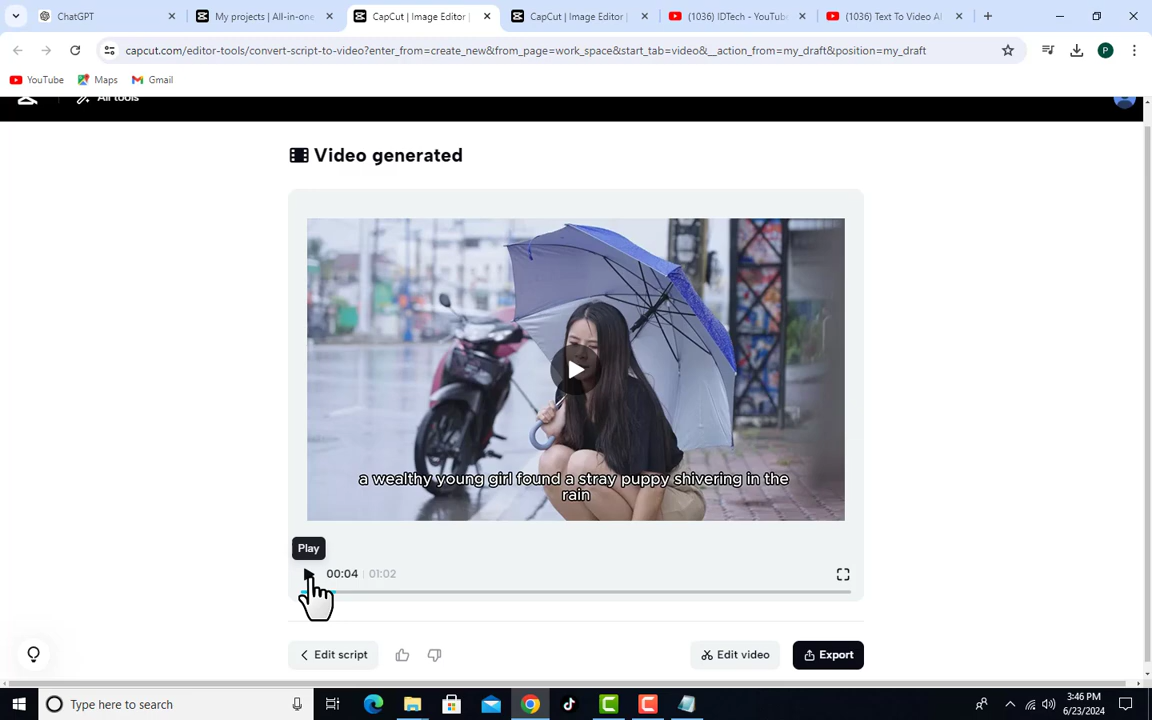 ChatGPT
My projects | All-in-one
CapCut | Image Editor |
CapCut | Image Editor |
(1036) IDTech - YouTube
(1036) Text To Video AI
capcut.com/editor-tools/convert-script-to-video?enter_from=create_new&from_page=work_space&start_tab=video&__action_from=my_draft&position=my_draft
P
YouTube
Maps
Gmail
All tools
Video generated
a wealthy young girl found a stray puppy shivering in the
rain
Play
00:04 | 01:02
Edit script
Edit video
Export
Type here to search
3:46 PM
6/23/2024